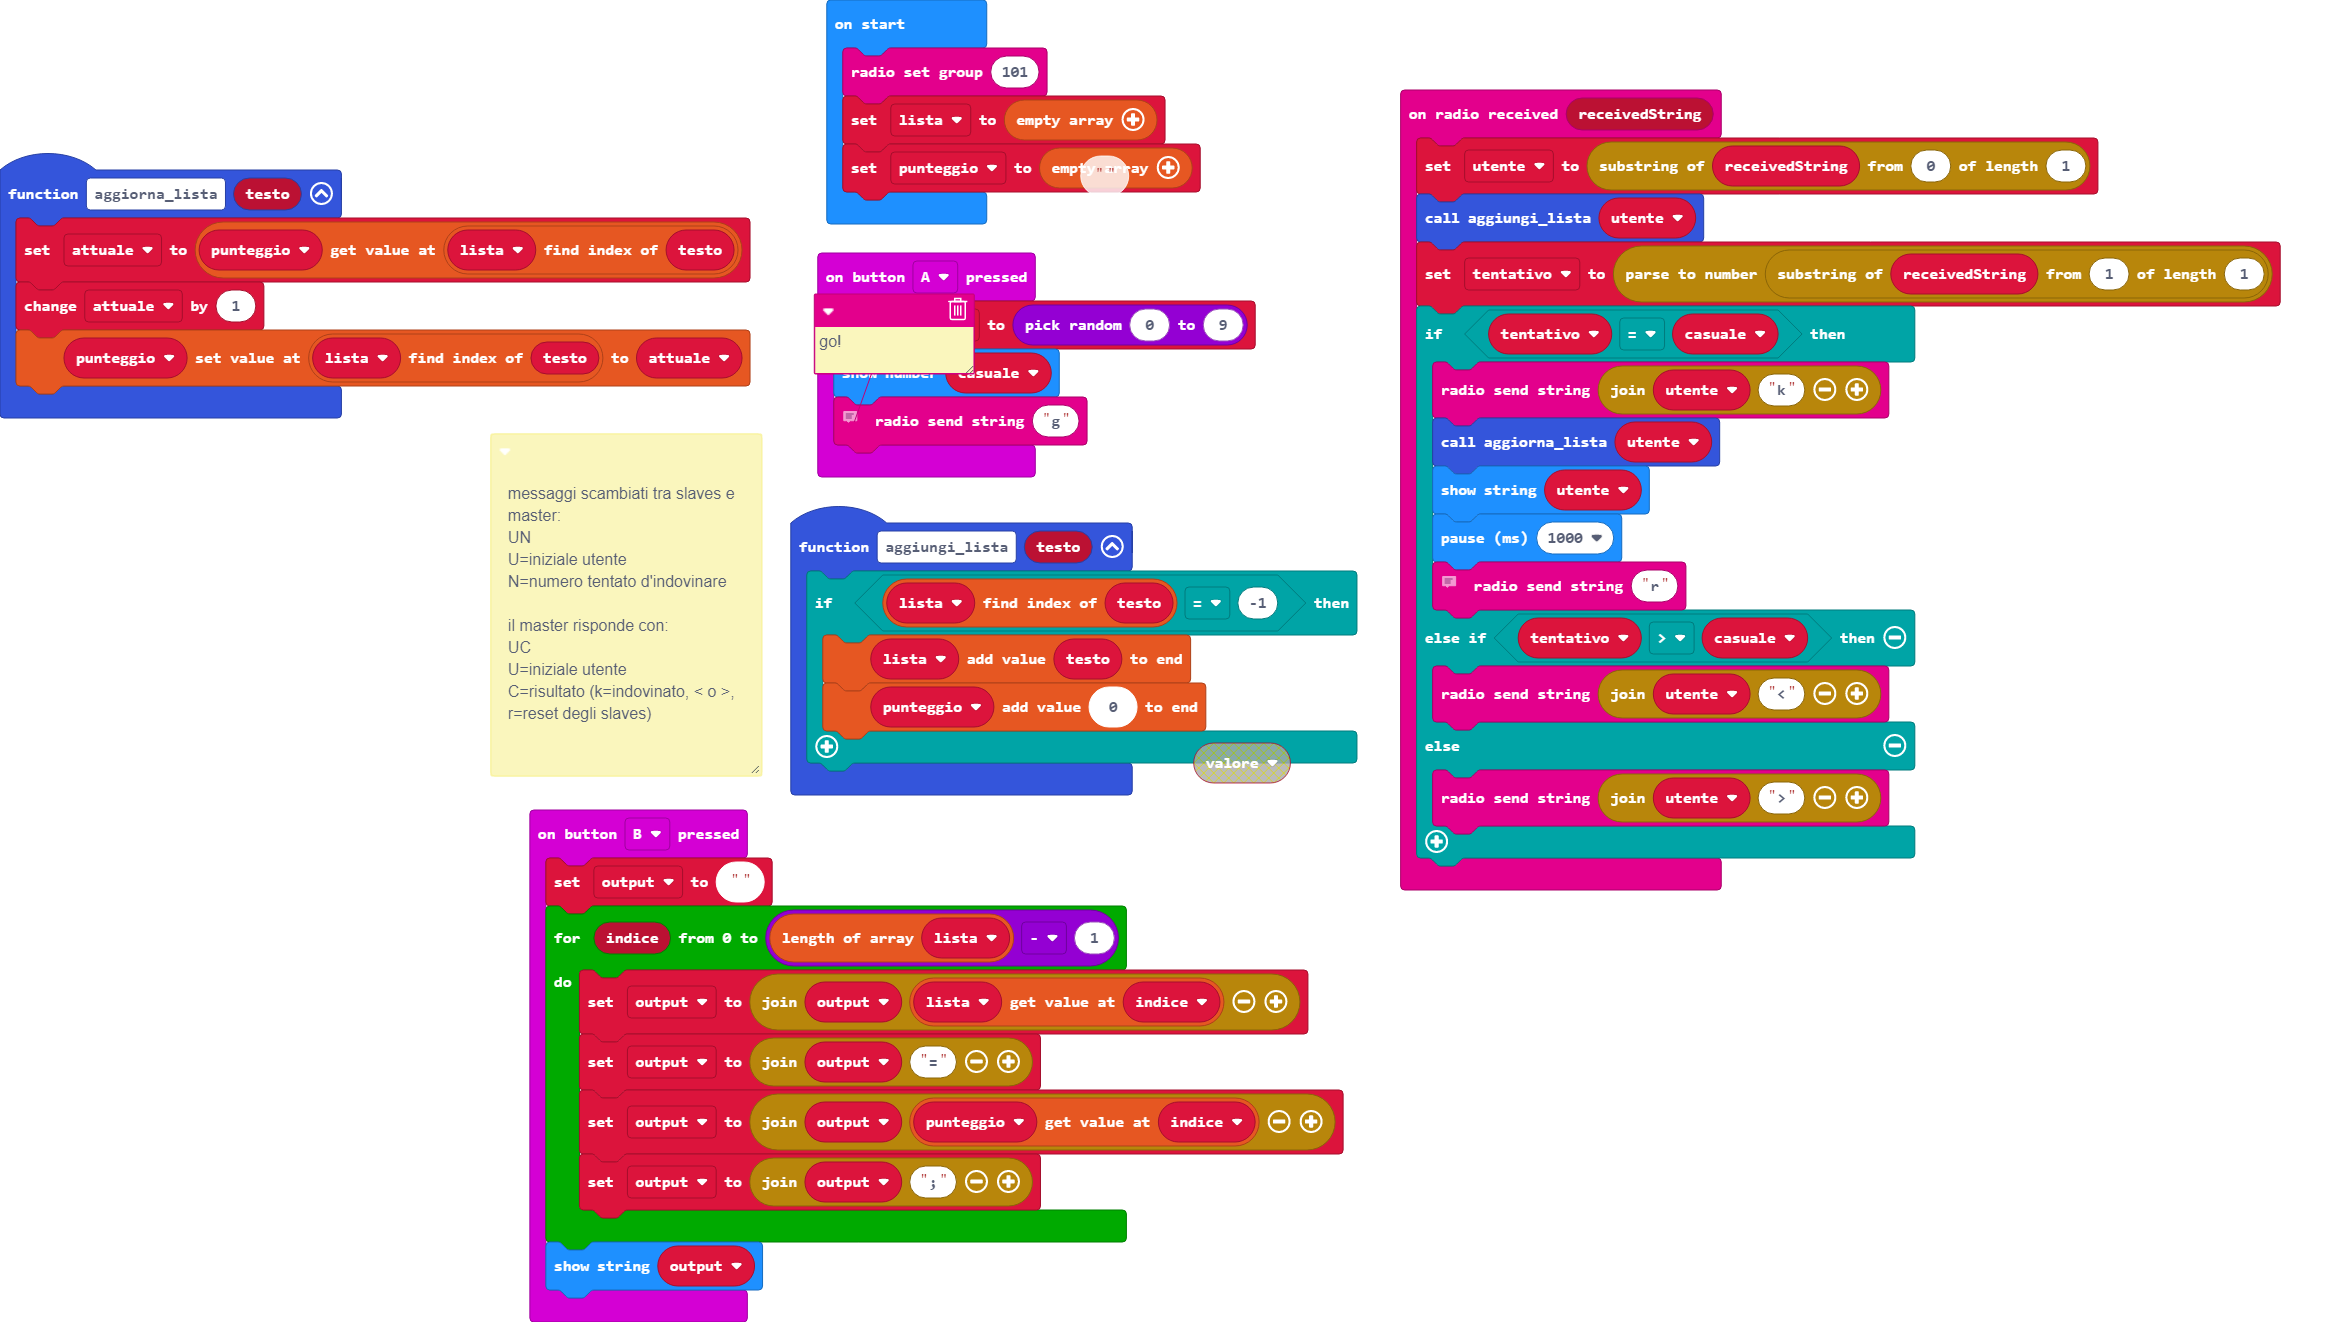 on start
radio set group 101
set lista to empty array
set punteggio to empty array
" "
function aggiorna_lista testo
set attuale to punteggio get value at lista find index of testo
change attuale by 1
punteggio set value at lista find index of testo to attuale
on button A pressed
to pick random 0 to 9
go!
show number casuale
radio send string "g"
messaggi scambiati tra slaves e
master:
UN
U=iniziale utente
N=numero tentato d'indovinare
il master risponde con:
UC
U=iniziale utente
C=risultato (k=indovinato, < o >,
r=reset degli slaves)
function aggiungi_lista testo
if lista find index of testo = -1 then
lista add value testo to end
punteggio add value 0 to end
valore
on button B pressed
set output to " "
for indice from 0 to length of array lista - 1
do
set output to join output lista get value at indice
set output to join output "="
set output to join output punteggio get value at indice
set output to join output ";"
show string output
on radio received receivedString
set utente to substring of receivedString from 0 of length 1
call aggiungi_lista utente
set tentativo to parse to number substring of receivedString from 1 of length 1
if tentativo = casuale then
radio send string join utente "k"
call aggiorna_lista utente
show string utente
pause (ms) 1000
radio send string "r"
else if tentativo > casuale then
radio send string join utente "<"
else
radio send string join utente ">"